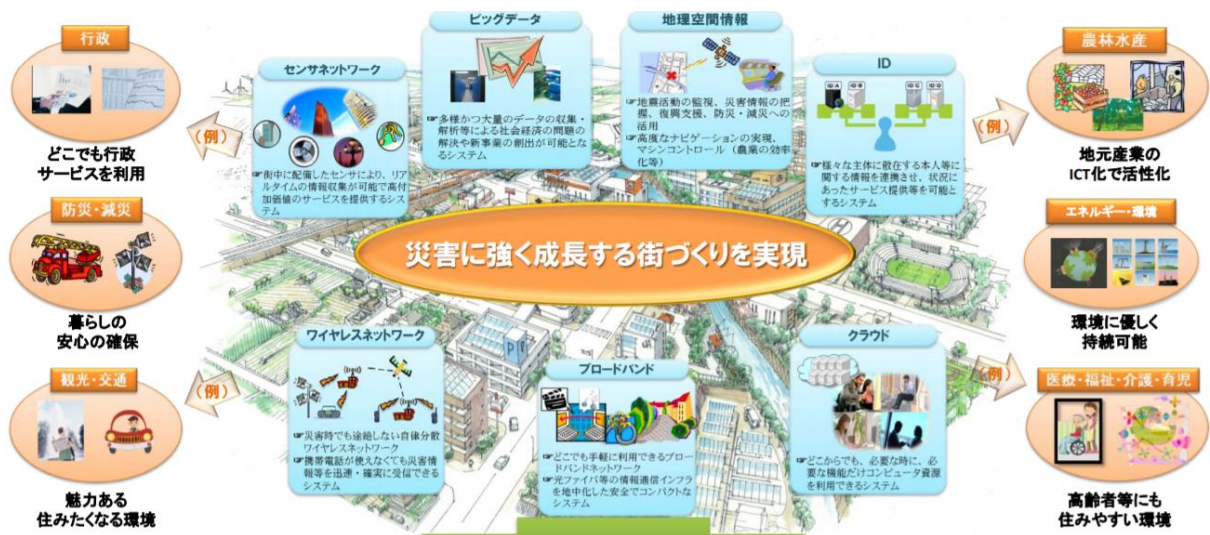 行政
どこでも行政
サービスを利用
防災・減災
暮らしの
安心の確保
観光・交通
魅力ある
住みたくなる環境
(例)
(例)
センサネットワーク
☞街中に配備したセンサにより、リア
ルタイムの情報収集が可能で高付
加価値のサービスを提供するシス
テム
ビッグデータ
☞多様かつ大量のデータの収集・
解析等による社会経済の問題の
解決や新事業の創出が可能とな
るシステム
地理空間情報
☞地震活動の監視、災害情報の把
握、復興支援、防災・減災への
活用
☞高度なナビゲーションの実現、
マシンコントロール（農業の効率
化等）
ID
ID:A
ID:B
ID:C
ID:D
☞様々な主体に散在する本人等に
関する情報を連携させ、状況に
あったサービス提供等を可能と
するシステム
災害に強く成長する街づくりを実現
ワイヤレスネットワーク
☞災害時でも途絶しない自律分散
ワイヤレスネットワーク
☞携帯電話が使えなくても災害情
報等を迅速・確実に受信できる
システム
ブロードバンド
☞どこでも手軽に利用できるブロー
ドバンドネットワーク
☞光ファイバ等の情報通信インフラ
を地中化した安全でコンパクトな
システム
クラウド
☞どこからでも、必要な時に、必
要な機能だけコンピュータ資源
を利用できるシステム
(例)
(例)
農林水産
地元産業の
ICT化で活性化
エネルギー・環境
環境に優しく
持続可能
医療・福祉・介護・育児
高齢者等にも
住みやすい環境